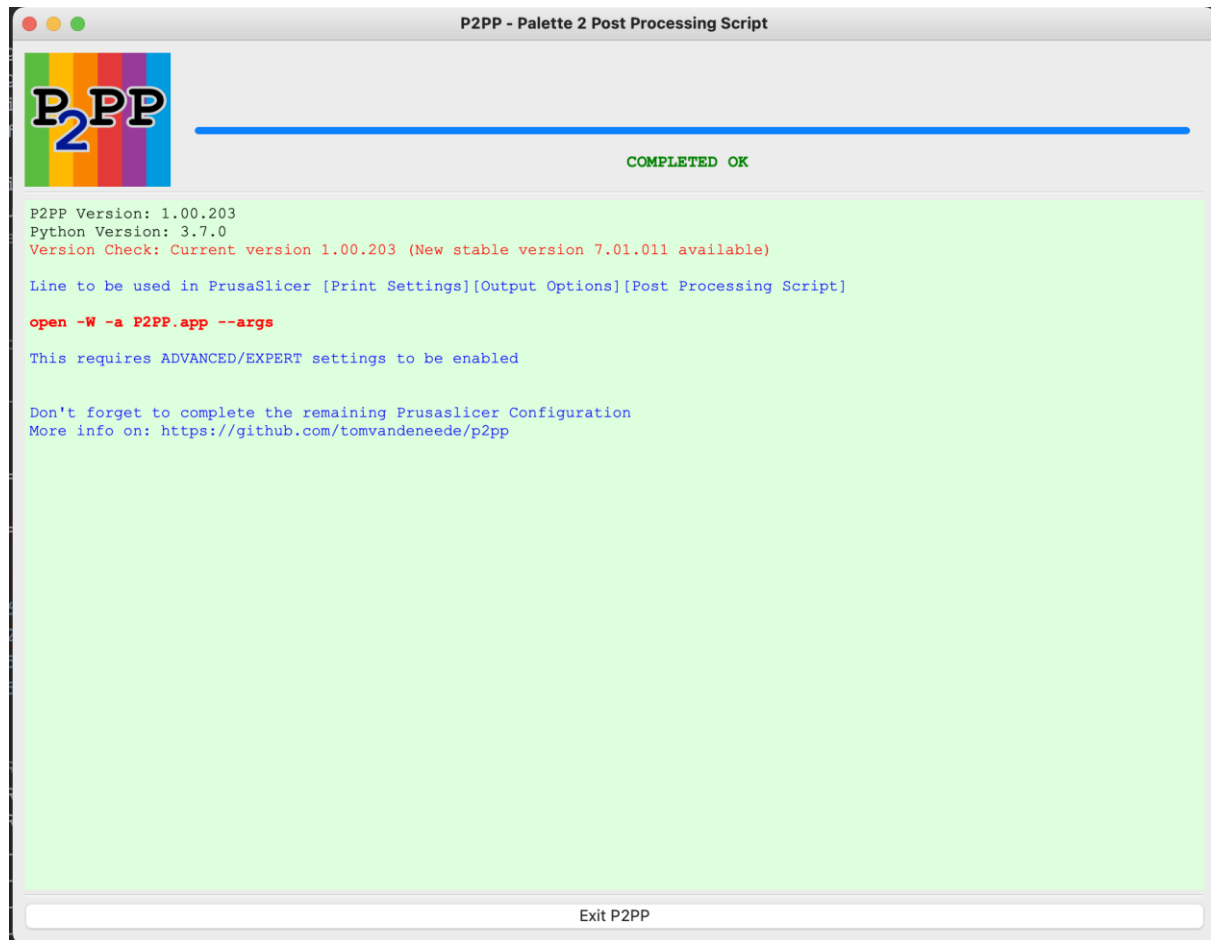 P2PP - Palette 2 Post Processing Script
P2PP
COMPLETED OK
P2PP Version: 1.00.203
Python Version: 3.7.0
Version Check: Current version 1.00.203 (New stable version 7.01.011 available)
Line to be used in PrusaSlicer [Print Settings][Output Options][Post Processing Script]
open -W -a P2PP.app --args
This requires ADVANCED/EXPERT settings to be enabled
Don't forget to complete the remaining Prusaslicer Configuration
More info on: https://github.com/tomvandeneede/p2pp
Exit P2PP